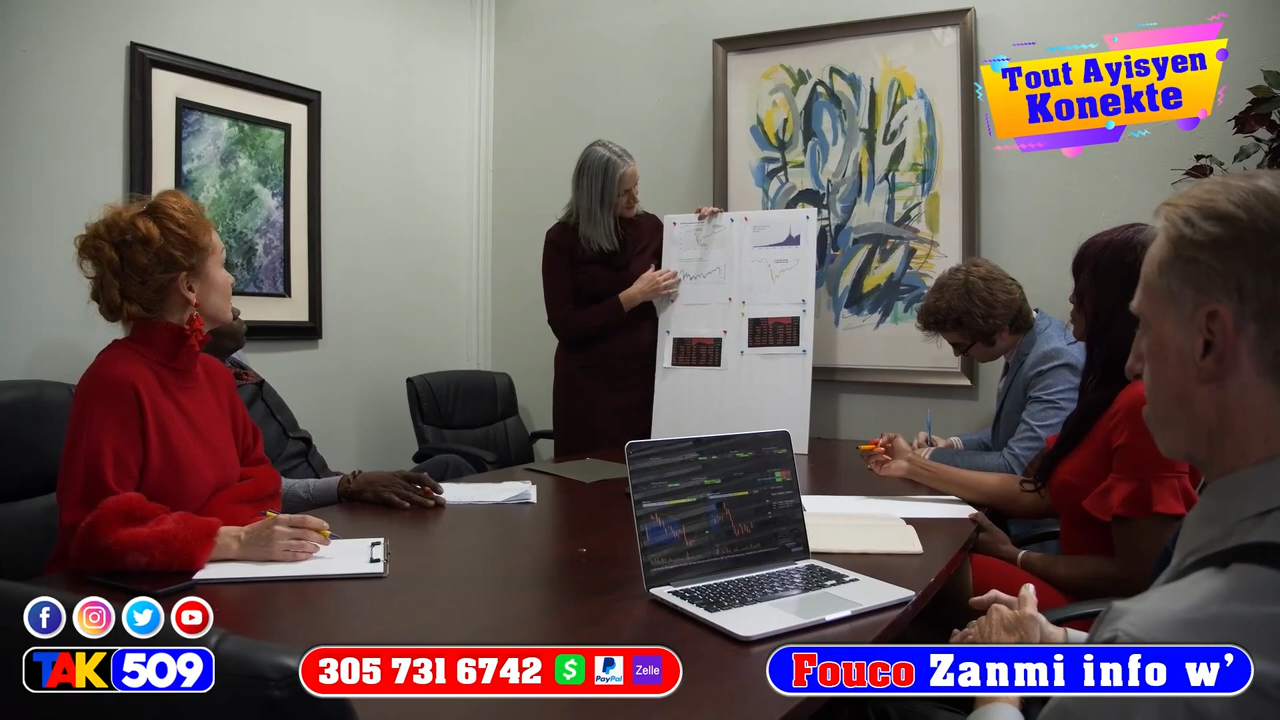 Tout Ayisyen
Konekte
TAK 509
305 731 6742 $ PayPal Zelle
Fouco Zanmi info w’